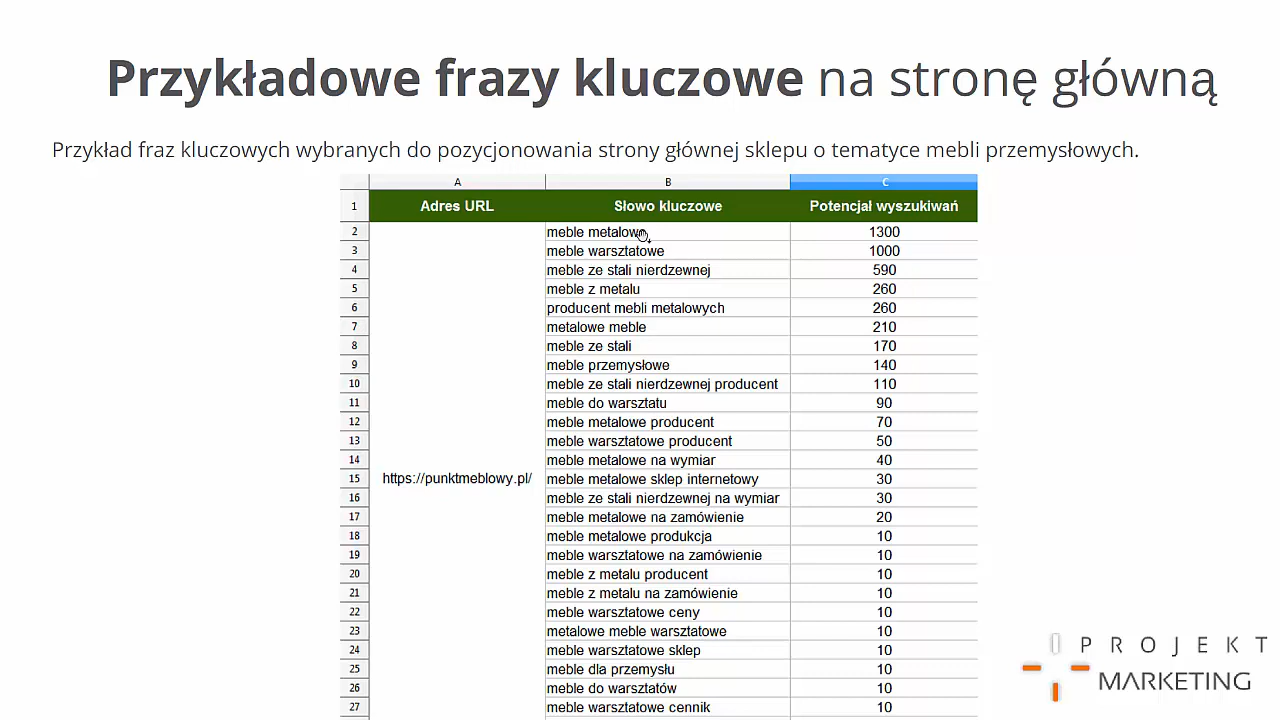 Przykładowe frazy kluczowe na stronę główną
Przykład fraz kluczowych wybranych do pozycjonowania strony głównej sklepu o tematyce mebli przemysłowych.
A B C
1 Adres URL Słowo kluczowe Potencjał wyszukiwań
2 meble metalowe 1300
3 meble warsztatowe 1000
4 meble ze stali nierdzewnej 590
5 meble z metalu 260
6 producent mebli metalowych 260
7 metalowe meble 210
8 meble ze stali 170
9 meble przemysłowe 140
10 meble ze stali nierdzewnej producent 110
11 meble do warsztatu 90
12 meble metalowe producent 70
13 meble warsztatowe producent 50
14 meble metalowe na wymiar 40
15 https://punktmeblowy.pl/ meble metalowe sklep internetowy 30
16 meble ze stali nierdzewnej na wymiar 30
17 meble metalowe na zamówienie 20
18 meble metalowe produkcja 10
19 meble warsztatowe na zamówienie 10
20 meble z metalu producent 10
21 meble z metalu na zamówienie 10
22 meble warsztatowe ceny 10
23 metalowe meble warsztatowe 10
24 meble warsztatowe sklep 10
25 meble dla przemysłu 10
26 meble do warsztatów 10
27 meble warsztatowe cennik 10
PROJEKT
MARKETING